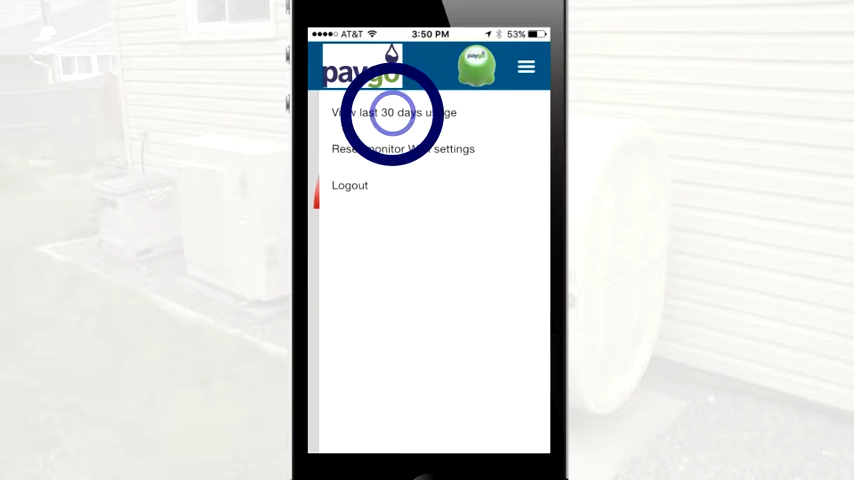 AT&T 3:50 PM 53%
paygo paygo
View last 30 days usage
Reset monitor Wifi settings
Logout